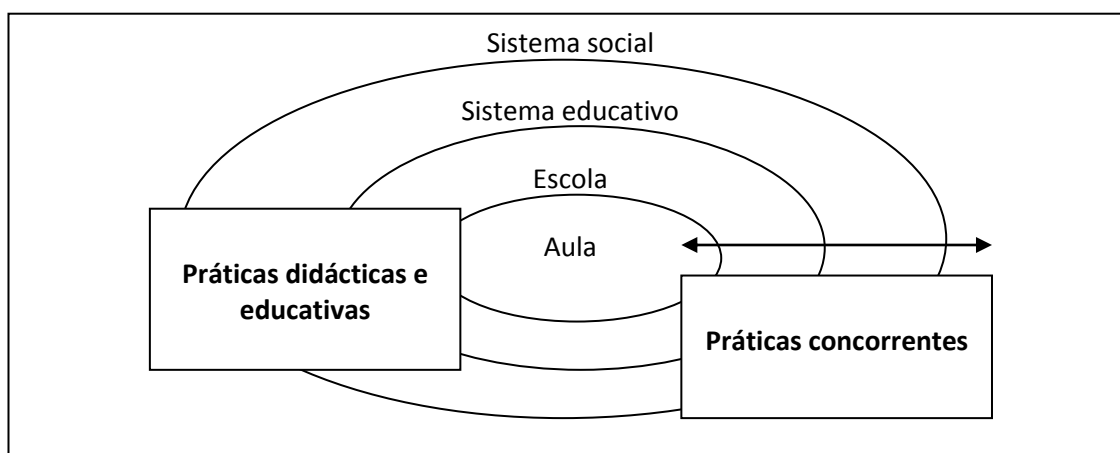 Sistema social
Sistema educativo
Escola
Aula
Práticas didácticas e
educativas
Práticas concorrentes